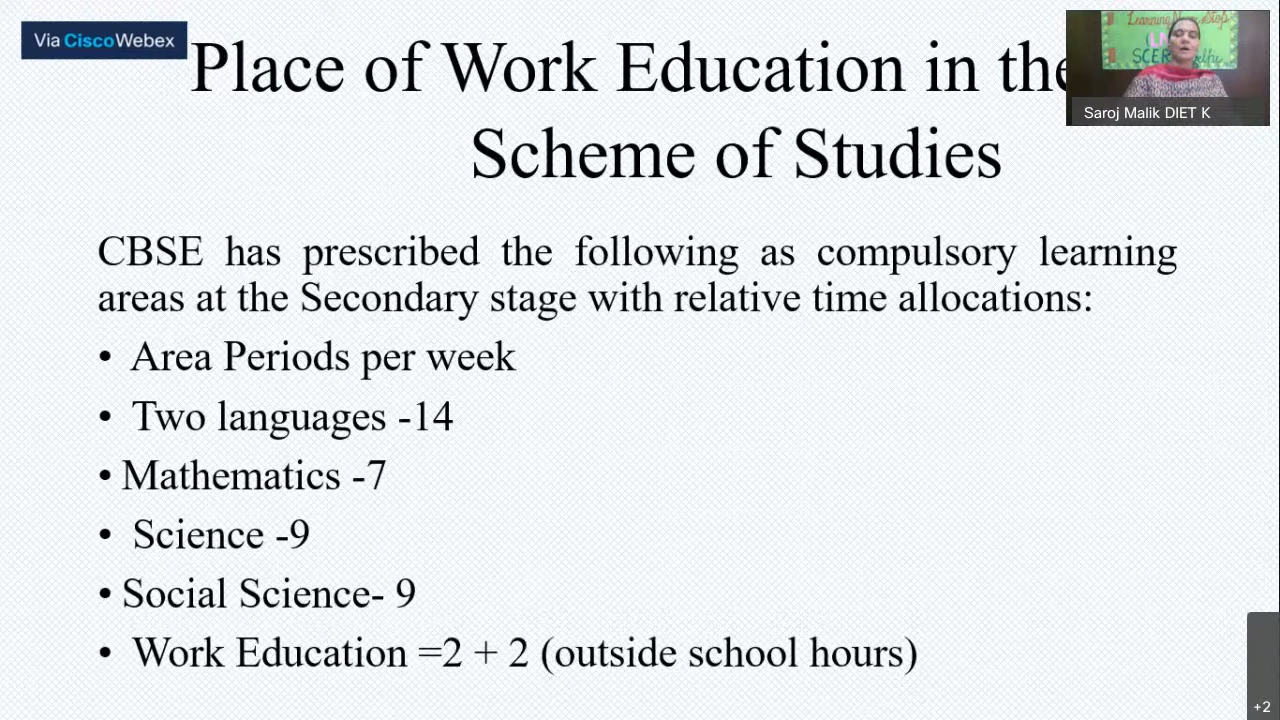 Via Cisco Webex
Place of Work Education in the
Scheme of Studies
Saroj Malik DIET K
CBSE has prescribed the following as compulsory learning
areas at the Secondary stage with relative time allocations:
• Area Periods per week
• Two languages -14
• Mathematics -7
• Science -9
• Social Science- 9
• Work Education =2 + 2 (outside school hours)
+2